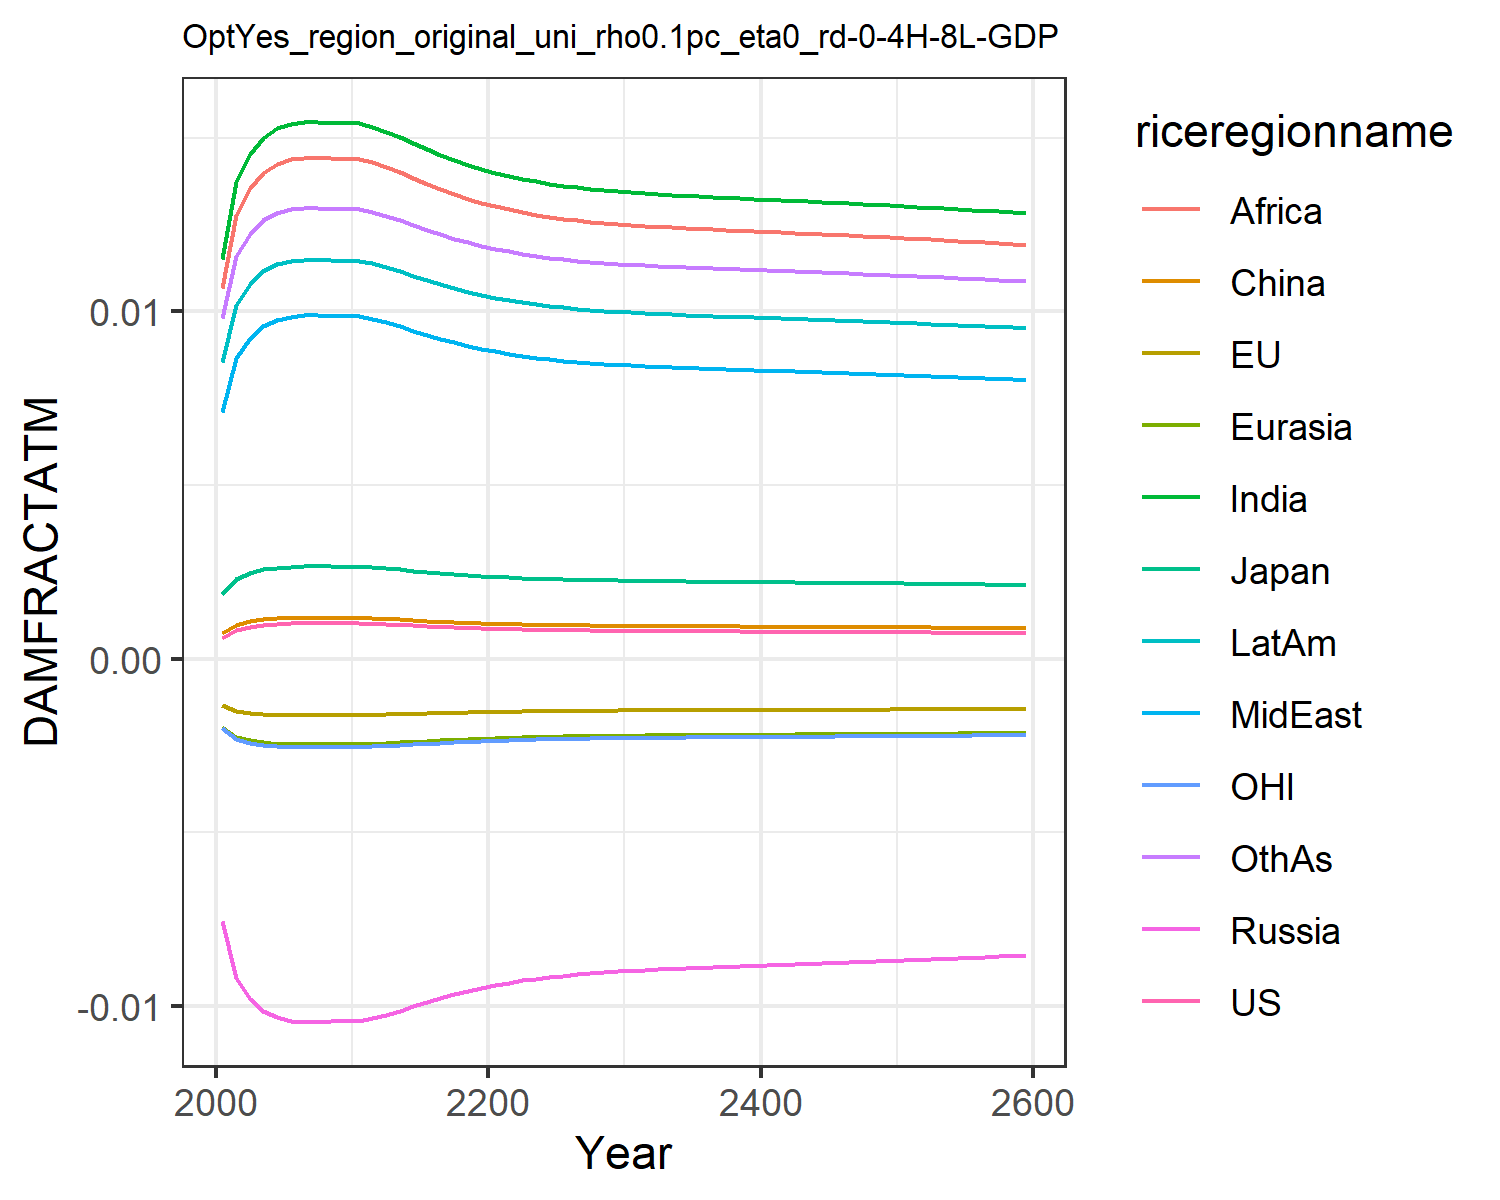 OptYes_region_original_uni_rho0.1pc_eta0_rd-0-4H-8L-GDP
DAMFRACTATM
0.01
0.00
-0.01
2000
2200
2400
2600
Year
riceregionname
Africa
China
EU
Eurasia
India
Japan
LatAm
MidEast
OHI
OthAs
Russia
US